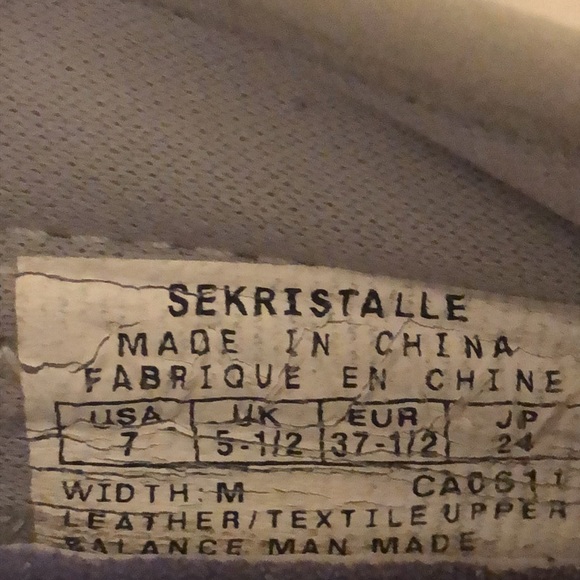 SEKRISTALLE
MADE IN CHINA
FABRIQUE EN CHINE
USA UK EUR JP
7 5-1/2 37-1/2 24
WIDTH: M
LEATHER/TEXTILE UPPER
BALANCE MAN MADE